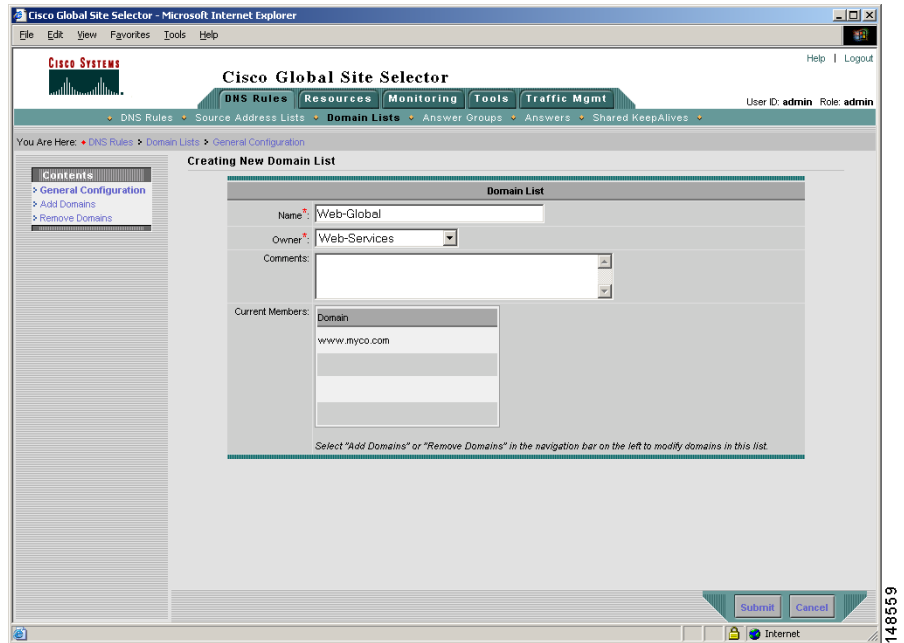 Cisco Global Site Selector - Microsoft Internet Explorer
File Edit View Favorites Tools Help
Cisco Systems
Help | Logout
Cisco Global Site Selector
DNS Rules Resources Monitoring Tools Traffic Mgmt
User ID: admin Role: admin
DNS Rules Source Address Lists Domain Lists Answer Groups Answers Shared KeepAlives
You Are Here: DNS Rules > Domain Lists > General Configuration
Creating New Domain List
Contents
> General Configuration
> Add Domains
> Remove Domains
Domain List
Name*: Web-Global
Owner*: Web-Services
Comments:
Current Members:
Domain
www.myco.com
Select "Add Domains" or "Remove Domains" in the navigation bar on the left to modify domains in this list.
Submit Cancel
Internet
148559